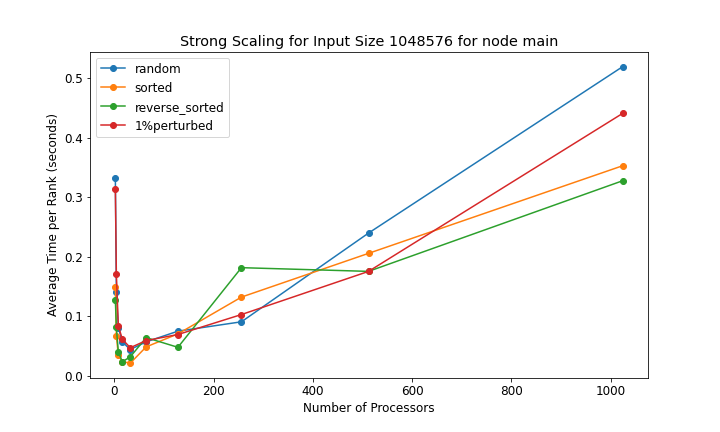 Strong Scaling for Input Size 1048576 for node main
random
sorted
reverse_sorted
1%perturbed
Average Time per Rank (seconds)
0.5
0.4
0.3
0.2
0.1
0.0
0
200
400
600
800
1000
Number of Processors